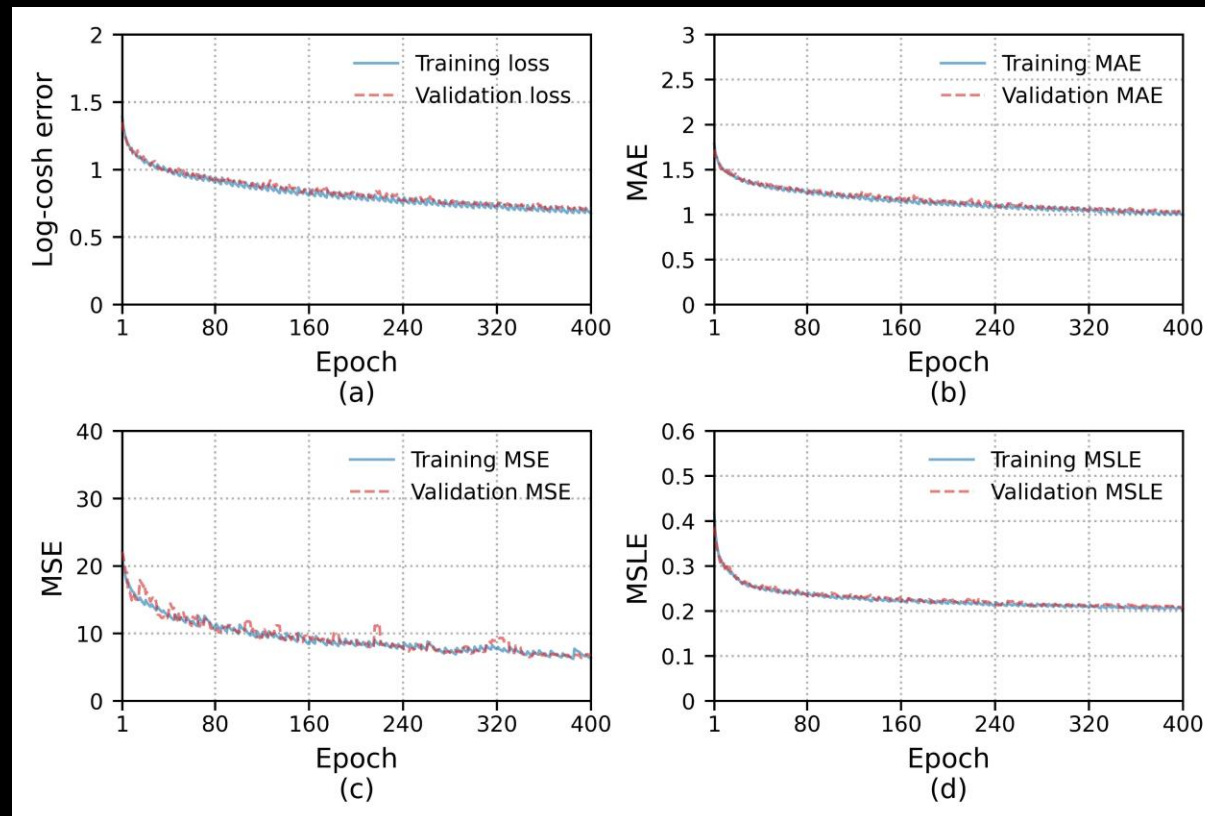 2
1.5
1
0.5
0
Log-cosh error
Training loss
Validation loss
1 80 160 240 320 400
Epoch
(a)
3
2.5
2
1.5
1
0.5
0
MAE
Training MAE
Validation MAE
1 80 160 240 320 400
Epoch
(b)
40
30
20
10
0
MSE
Training MSE
Validation MSE
1 80 160 240 320 400
Epoch
(c)
0.6
0.5
0.4
0.3
0.2
0.1
0
MSLE
Training MSLE
Validation MSLE
1 80 160 240 320 400
Epoch
(d)